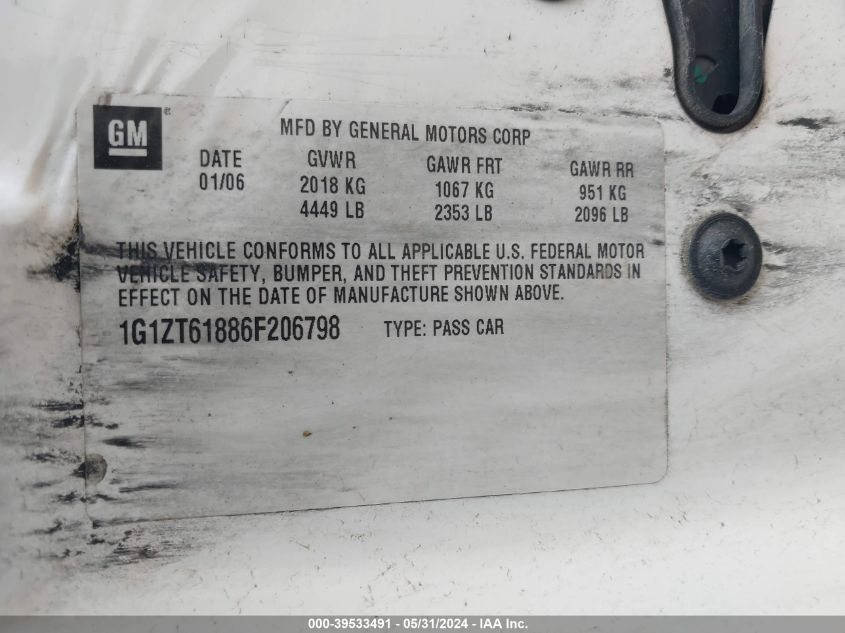 GM ®
MFD BY GENERAL MOTORS CORP
DATE GVWR GAWR FRT GAWR RR
01/06 2018 KG 1067 KG 951 KG
4449 LB 2353 LB 2096 LB
THIS VEHICLE CONFORMS TO ALL APPLICABLE U.S. FEDERAL MOTOR
VEHICLE SAFETY, BUMPER, AND THEFT PREVENTION STANDARDS IN
EFFECT ON THE DATE OF MANUFACTURE SHOWN ABOVE.
1G1ZT61886F206798 TYPE: PASS CAR
000-39533491 - 05/31/2024 - IAA Inc.